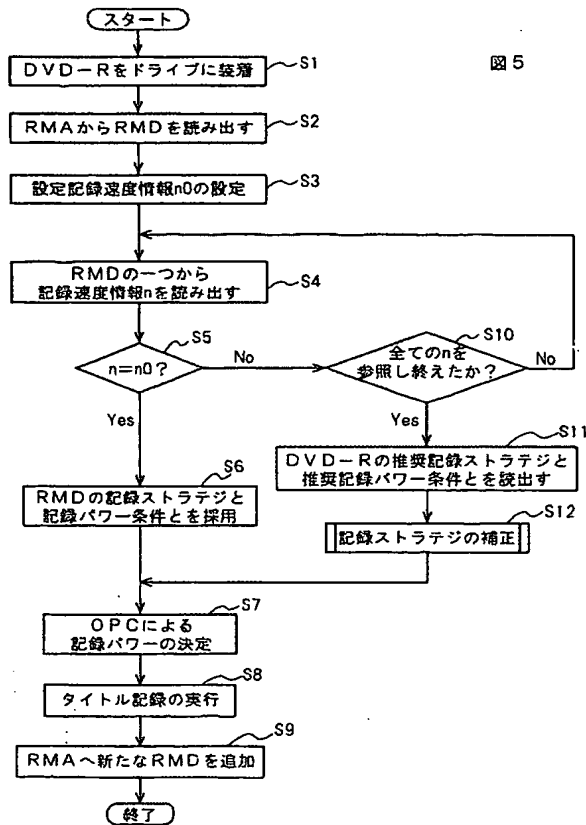 スタート
図5
DVD-Rをドライブに装着
S1
RMAからRMDを読み出す
S2
設定記録速度情報n0の設定
S3
RMDの一つから
記録速度情報nを読み出す
S4
n=n0?
S5
No
Yes
全てのnを
参照し終えたか?
S10
No
Yes
RMDの記録ストラテジと
記録パワー条件とを採用
S6
DVD-Rの推奨記録ストラテジと
推奨記録パワー条件とを読出す
S11
記録ストラテジの補正
S12
OPCによる
記録パワーの決定
S7
タイトル記録の実行
S8
RMAへ新たなRMDを追加
S9
終了